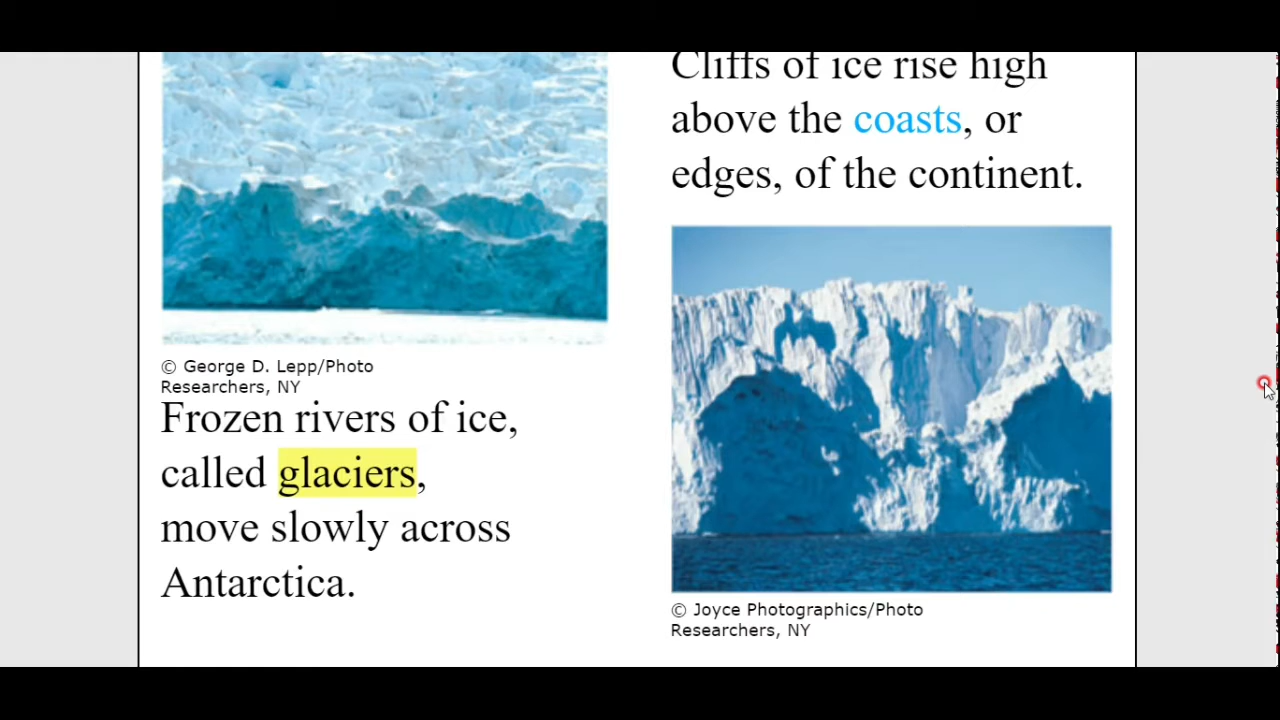 © George D. Lepp/Photo
Researchers, NY
Frozen rivers of ice,
called glaciers,
move slowly across
Antarctica.
Cliffs of ice rise high
above the coasts, or
edges, of the continent.
© Joyce Photographics/Photo
Researchers, NY